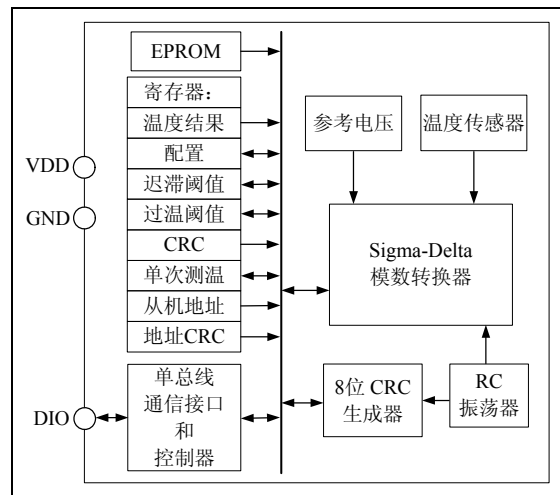 EPROM
寄存器：
温度结果
配置
迟滞阈值
过温阈值
CRC
单次测温
从机地址
地址CRC
单总线
通信接口
和
控制器
VDD
GND
DIO
参考电压
温度传感器
Sigma-Delta
模数转换器
8位 CRC
生成器
RC
振荡器